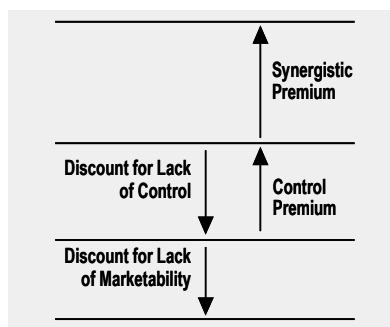 Synergistic
Premium
Discount for Lack
of Control
Control
Premium
Discount for Lack
of Marketability